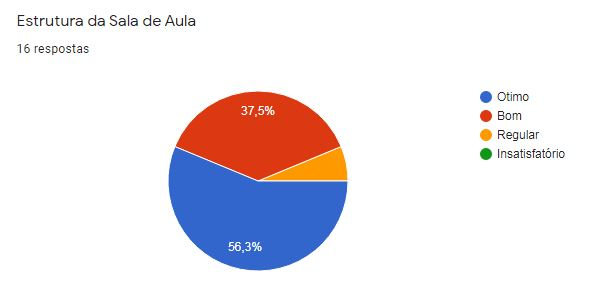 Estrutura da Sala de Aula
16 respostas
37,5%
56,3%
Otimo
Bom
Regular
Insatisfatório